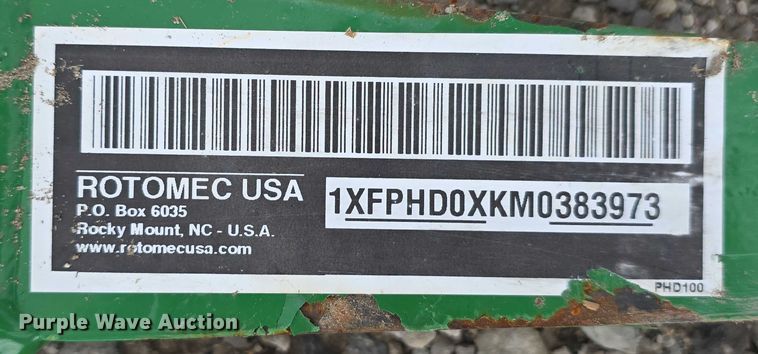 ROTOMEC USA
P.O. Box 6035
Rocky Mount, NC - U.S.A.
www.rotomecusa.com
1XFPHD0XKM0383973
PHD100
Purple Wave Auction